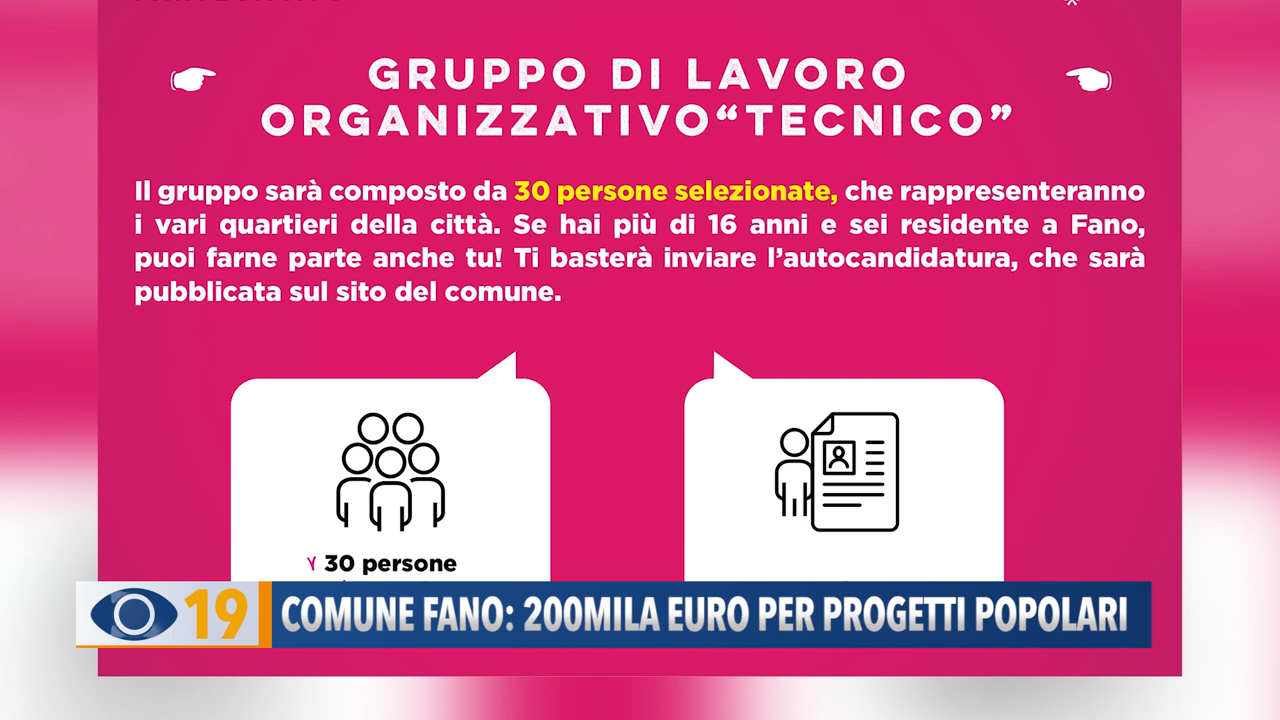 GRUPPO DI LAVORO
ORGANIZZATIVO“TECNICO”
Il gruppo sarà composto da 30 persone selezionate, che rappresenteranno
i vari quartieri della città. Se hai più di 16 anni e sei residente a Fano,
puoi farne parte anche tu! Ti basterà inviare l’autocandidatura, che sarà
pubblicata sul sito del comune.
30 persone
19
COMUNE FANO: 200MILA EURO PER PROGETTI POPOLARI